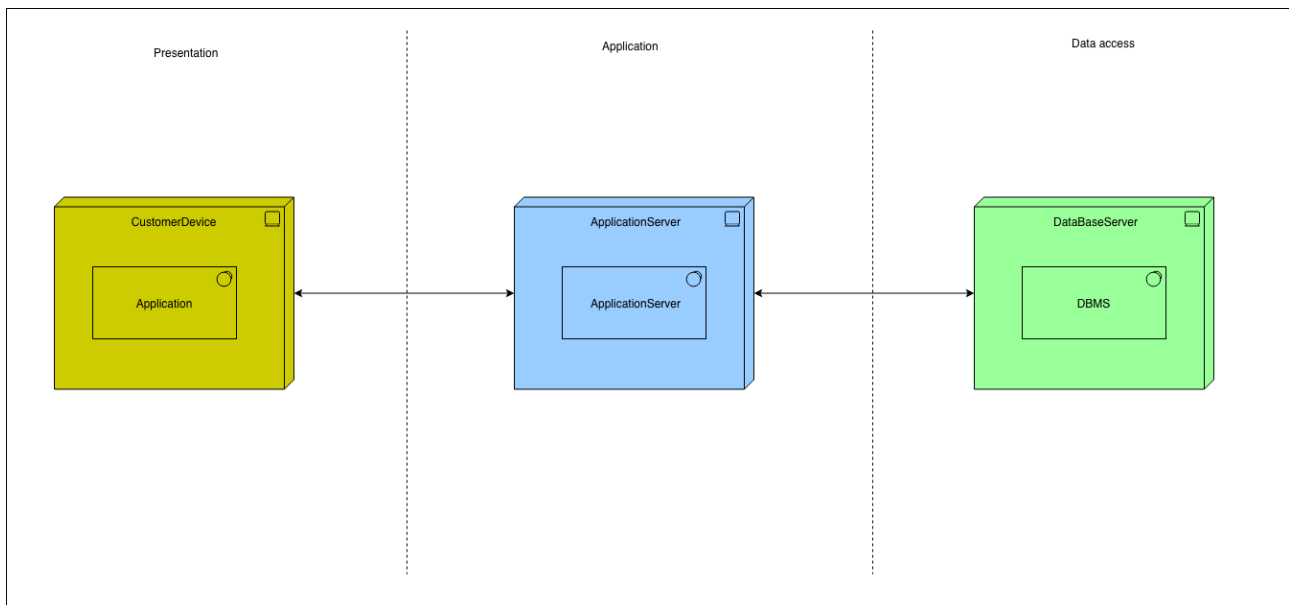 Presentation
Application
Data access
CustomerDevice
Application
ApplicationServer
ApplicationServer
DataBaseServer
DBMS